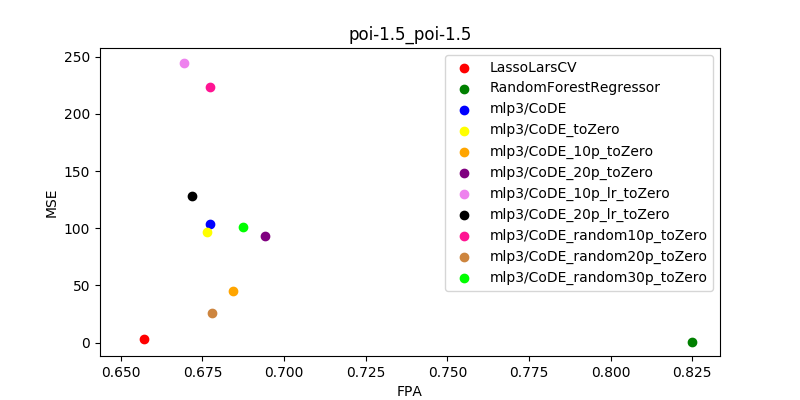 poi-1.5_poi-1.5
MSE
250
200
150
100
50
0
0.650
0.675
0.700
0.725
0.750
0.775
0.800
0.825
FPA
LassoLarsCV
RandomForestRegressor
mlp3/CoDE
mlp3/CoDE_toZero
mlp3/CoDE_10p_toZero
mlp3/CoDE_20p_toZero
mlp3/CoDE_10p_lr_toZero
mlp3/CoDE_20p_lr_toZero
mlp3/CoDE_random10p_toZero
mlp3/CoDE_random20p_toZero
mlp3/CoDE_random30p_toZero